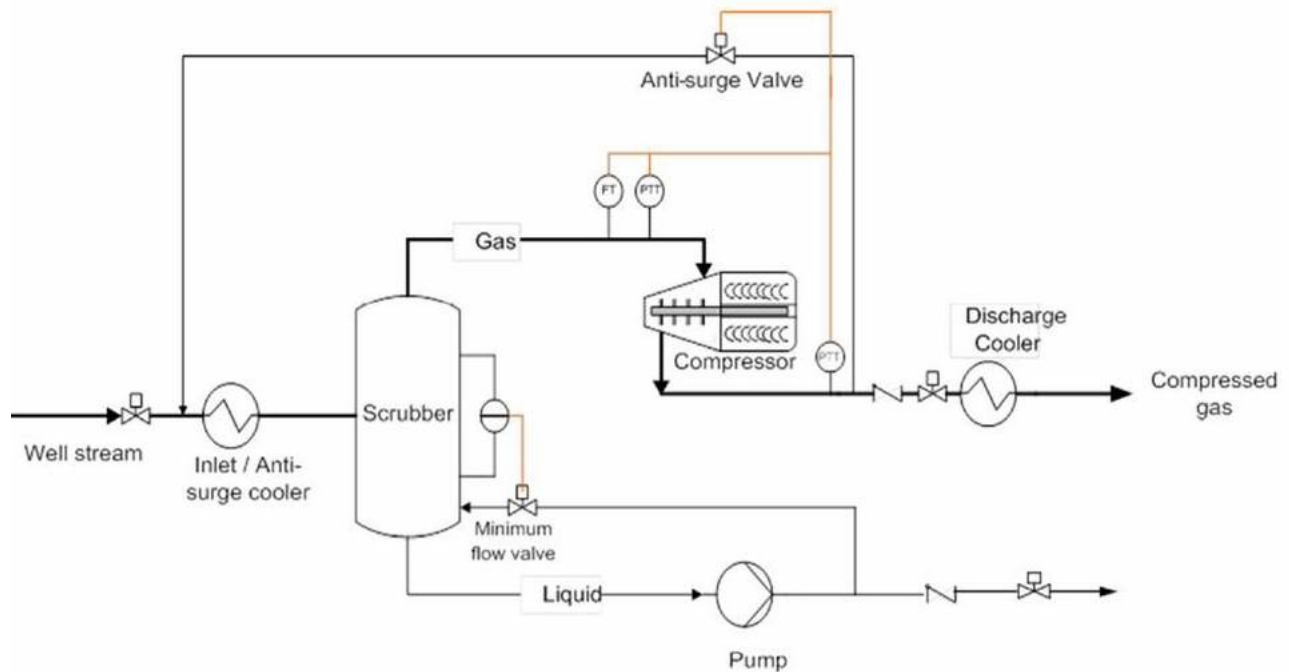 Anti-surge Valve
FT
PTT
Gas
Compressor
PTT
Discharge
Cooler
Compressed
gas
Scrubber
Well stream
Inlet / Anti-
surge cooler
Minimum
flow valve
Liquid
Pump